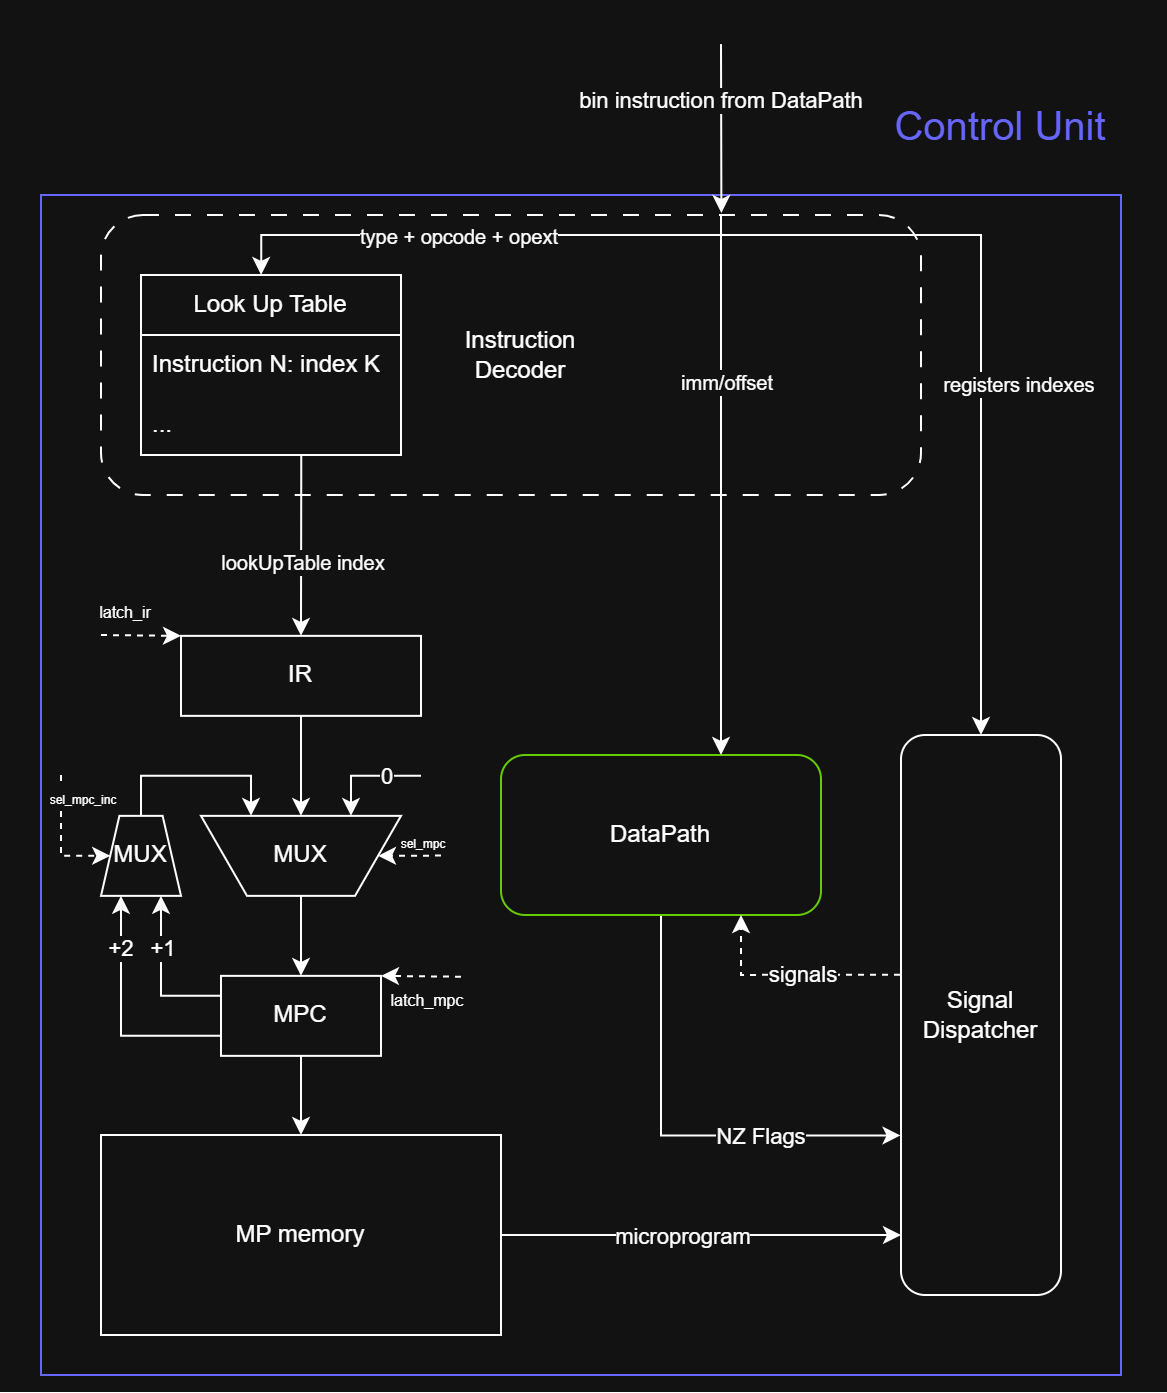 bin instruction from DataPath
Control Unit
type + opcode + opext
Look Up Table
Instruction N: index K
...
Instruction
Decoder
imm/offset
registers indexes
lookUpTable index
latch_ir
IR
0
sel_mpc_inc
MUX
MUX
sel_mpc
DataPath
+2
+1
signals
MPC
latch_mpc
Signal
Dispatcher
NZ Flags
MP memory
microprogram